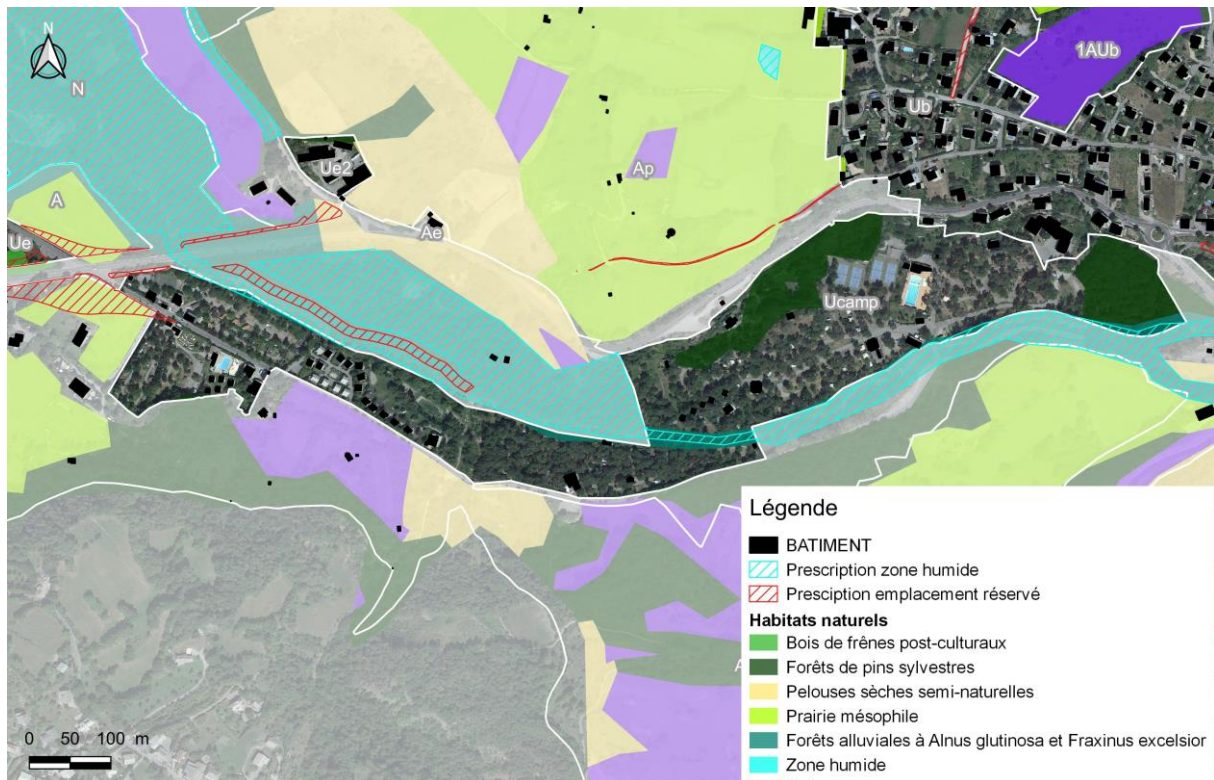 N
1AUb
N
Ub
Ue2
Ap
A
Ae
Ue
Ucamp
Légende
BATIMENT
Prescription zone humide
Presciption emplacement réservé
Habitats naturels
Bois de frênes post-culturaux
Forêts de pins sylvestres
Pelouses sèches semi-naturelles
Prairie mésophile
Forêts alluviales à Alnus glutinosa et Fraxinus excelsior
Zone humide
0 50 100 m